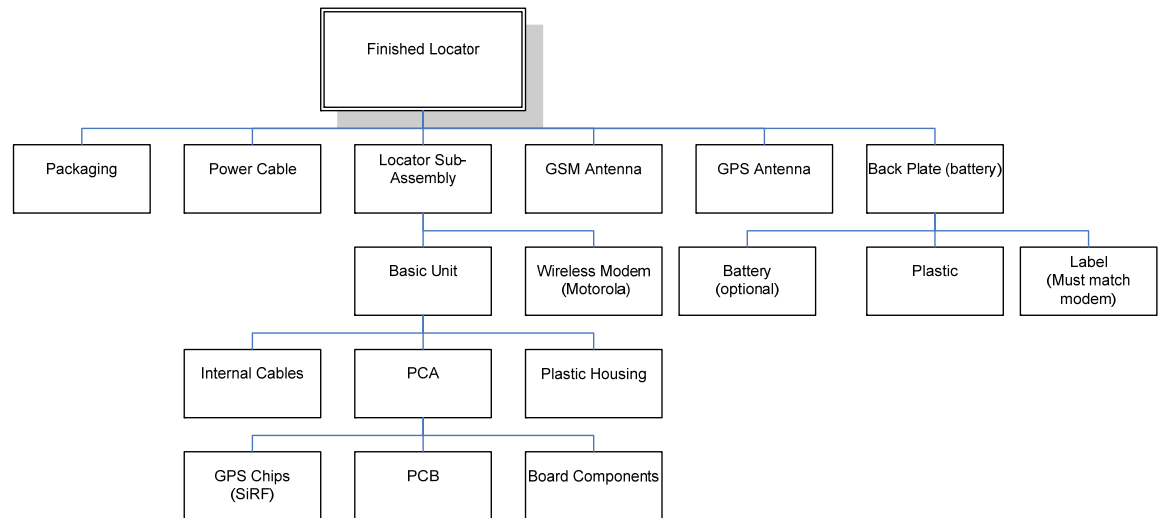 Finished Locator
Packaging
Power Cable
Locator Sub-
Assembly
GSM Antenna
GPS Antenna
Back Plate (battery)
Basic Unit
Wireless Modem
(Motorola)
Battery
(optional)
Plastic
Label
(Must match
modem)
Internal Cables
PCA
Plastic Housing
GPS Chips
(SiRF)
PCB
Board Components